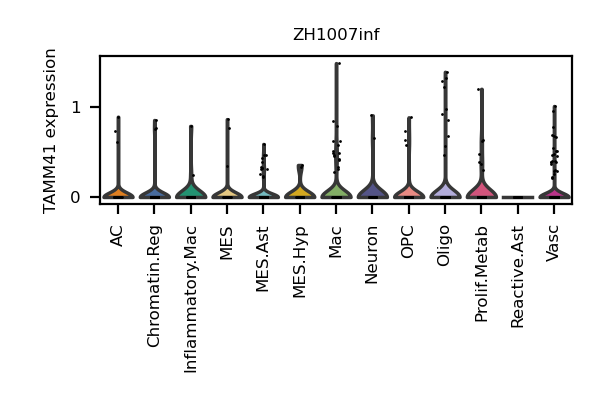 ZH1007inf
TAMM41 expression
1
0
AC
Chromatin.Reg
Inflammatory.Mac
MES
MES.Ast
MES.Hyp
Mac
Neuron
OPC
Oligo
Prolif.Metab
Reactive.Ast
Vasc